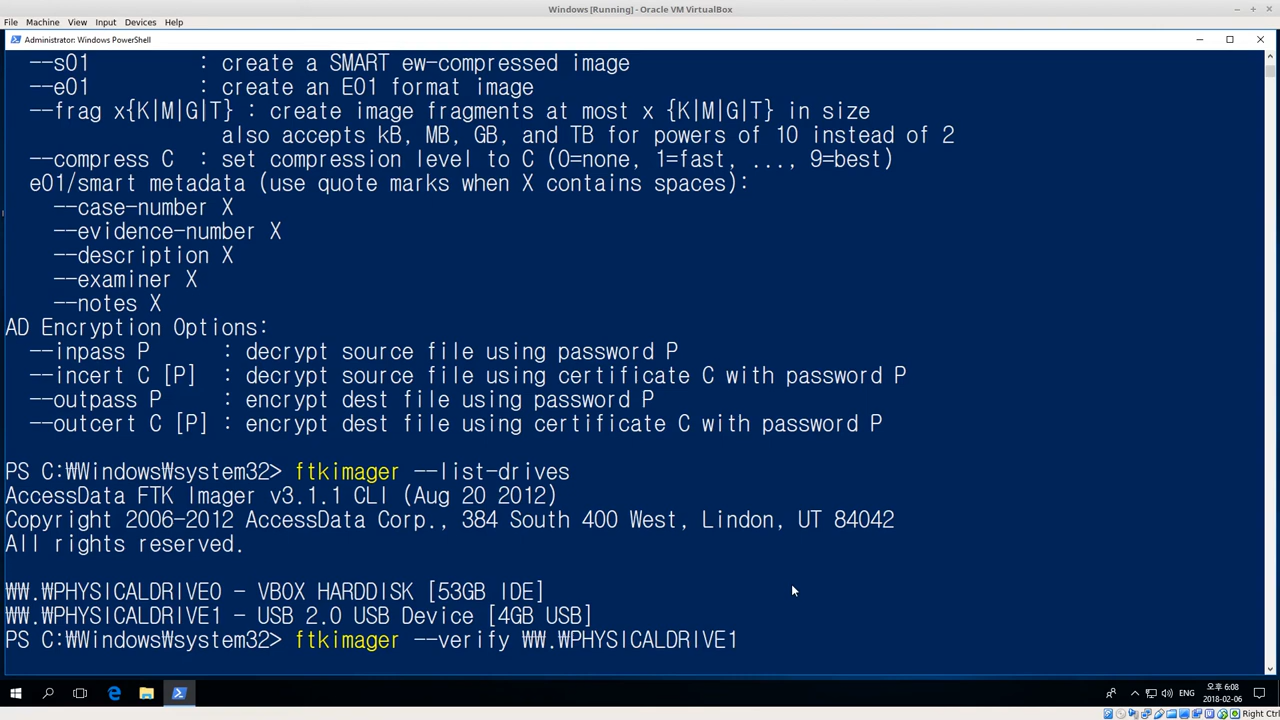 Windows [Running] - Oracle VM VirtualBox
File Machine View Input Devices Help
Administrator: Windows PowerShell
--s01 : create a SMART ew-compressed image
--e01 : create an E01 format image
--frag x{K|M|G|T} : create image fragments at most x {K|M|G|T} in size
also accepts kB, MB, GB, and TB for powers of 10 instead of 2
--compress C : set compression level to C (0=none, 1=fast, ..., 9=best)
e01/smart metadata (use quote marks when X contains spaces):
--case-number X
--evidence-number X
--description X
--examiner X
--notes X
AD Encryption Options:
--inpass P : decrypt source file using password P
--incert C [P] : decrypt source file using certificate C with password P
--outpass P : encrypt dest file using password P
--outcert C [P] : encrypt dest file using certificate C with password P
PS C:₩Windows₩system32> ftkimager --list-drives
AccessData FTK Imager v3.1.1 CLI (Aug 20 2012)
Copyright 2006-2012 AccessData Corp., 384 South 400 West, Lindon, UT 84042
All rights reserved.
₩₩.₩PHYSICALDRIVE0 - VBOX HARDDISK [53GB IDE]
₩₩.₩PHYSICALDRIVE1 - USB 2.0 USB Device [4GB USB]
PS C:₩Windows₩system32> ftkimager --verify ₩₩.₩PHYSICALDRIVE1
ENG
오후 6:08
2018-02-06
Right Ctrl